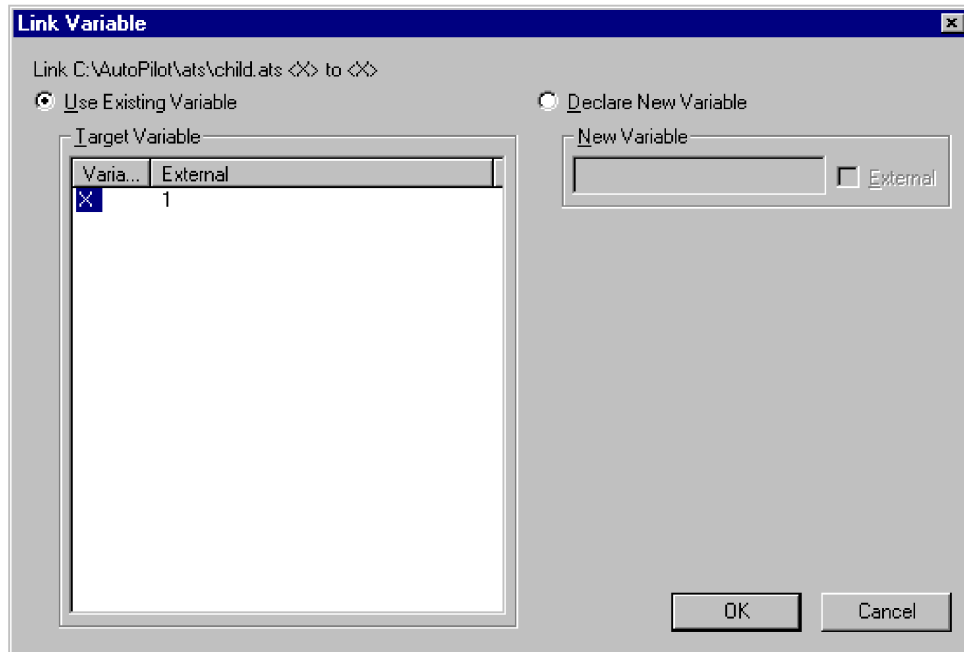 Link Variable
Link C:\AutoPilot\ats\child.ats <X> to <X>
Use Existing Variable
Declare New Variable
Target Variable
New Variable
Varia... External
External
X 1
OK Cancel